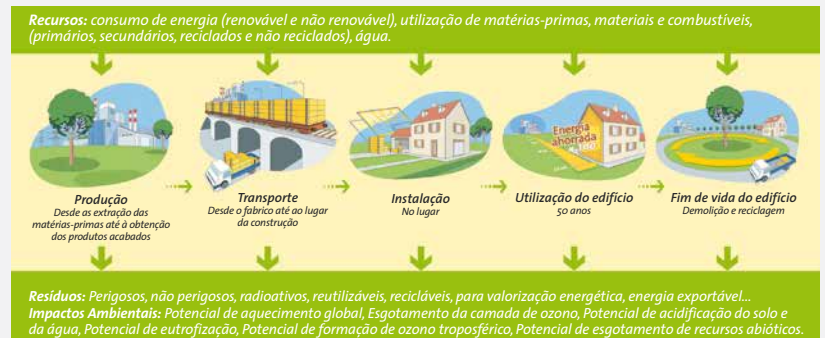 Recursos: consumo de energia (renovável e não renovável), utilização de matérias-primas, materiais e combustíveis,
(primários, secundários, reciclados e não reciclados), água.
Energia
ahorrada
Produção
Desde as extração das
matérias-primas até à obtenção
dos produtos acabados
Transporte
Desde o fabrico até ao lugar
da construção
Instalação
No lugar
Utilização do edifício
50 anos
Fim de vida do edifício
Demolição e reciclagem
Resíduos: Perigosos, não perigosos, radioativos, reutilizáveis, recicláveis, para valorização energética, energia exportável...
Impactos Ambientais: Potencial de aquecimento global, Esgotamento da camada de ozono, Potencial de acidificação do solo e
da água, Potencial de eutrofização, Potencial de formação de ozono troposférico, Potencial de esgotamento de recursos abióticos.